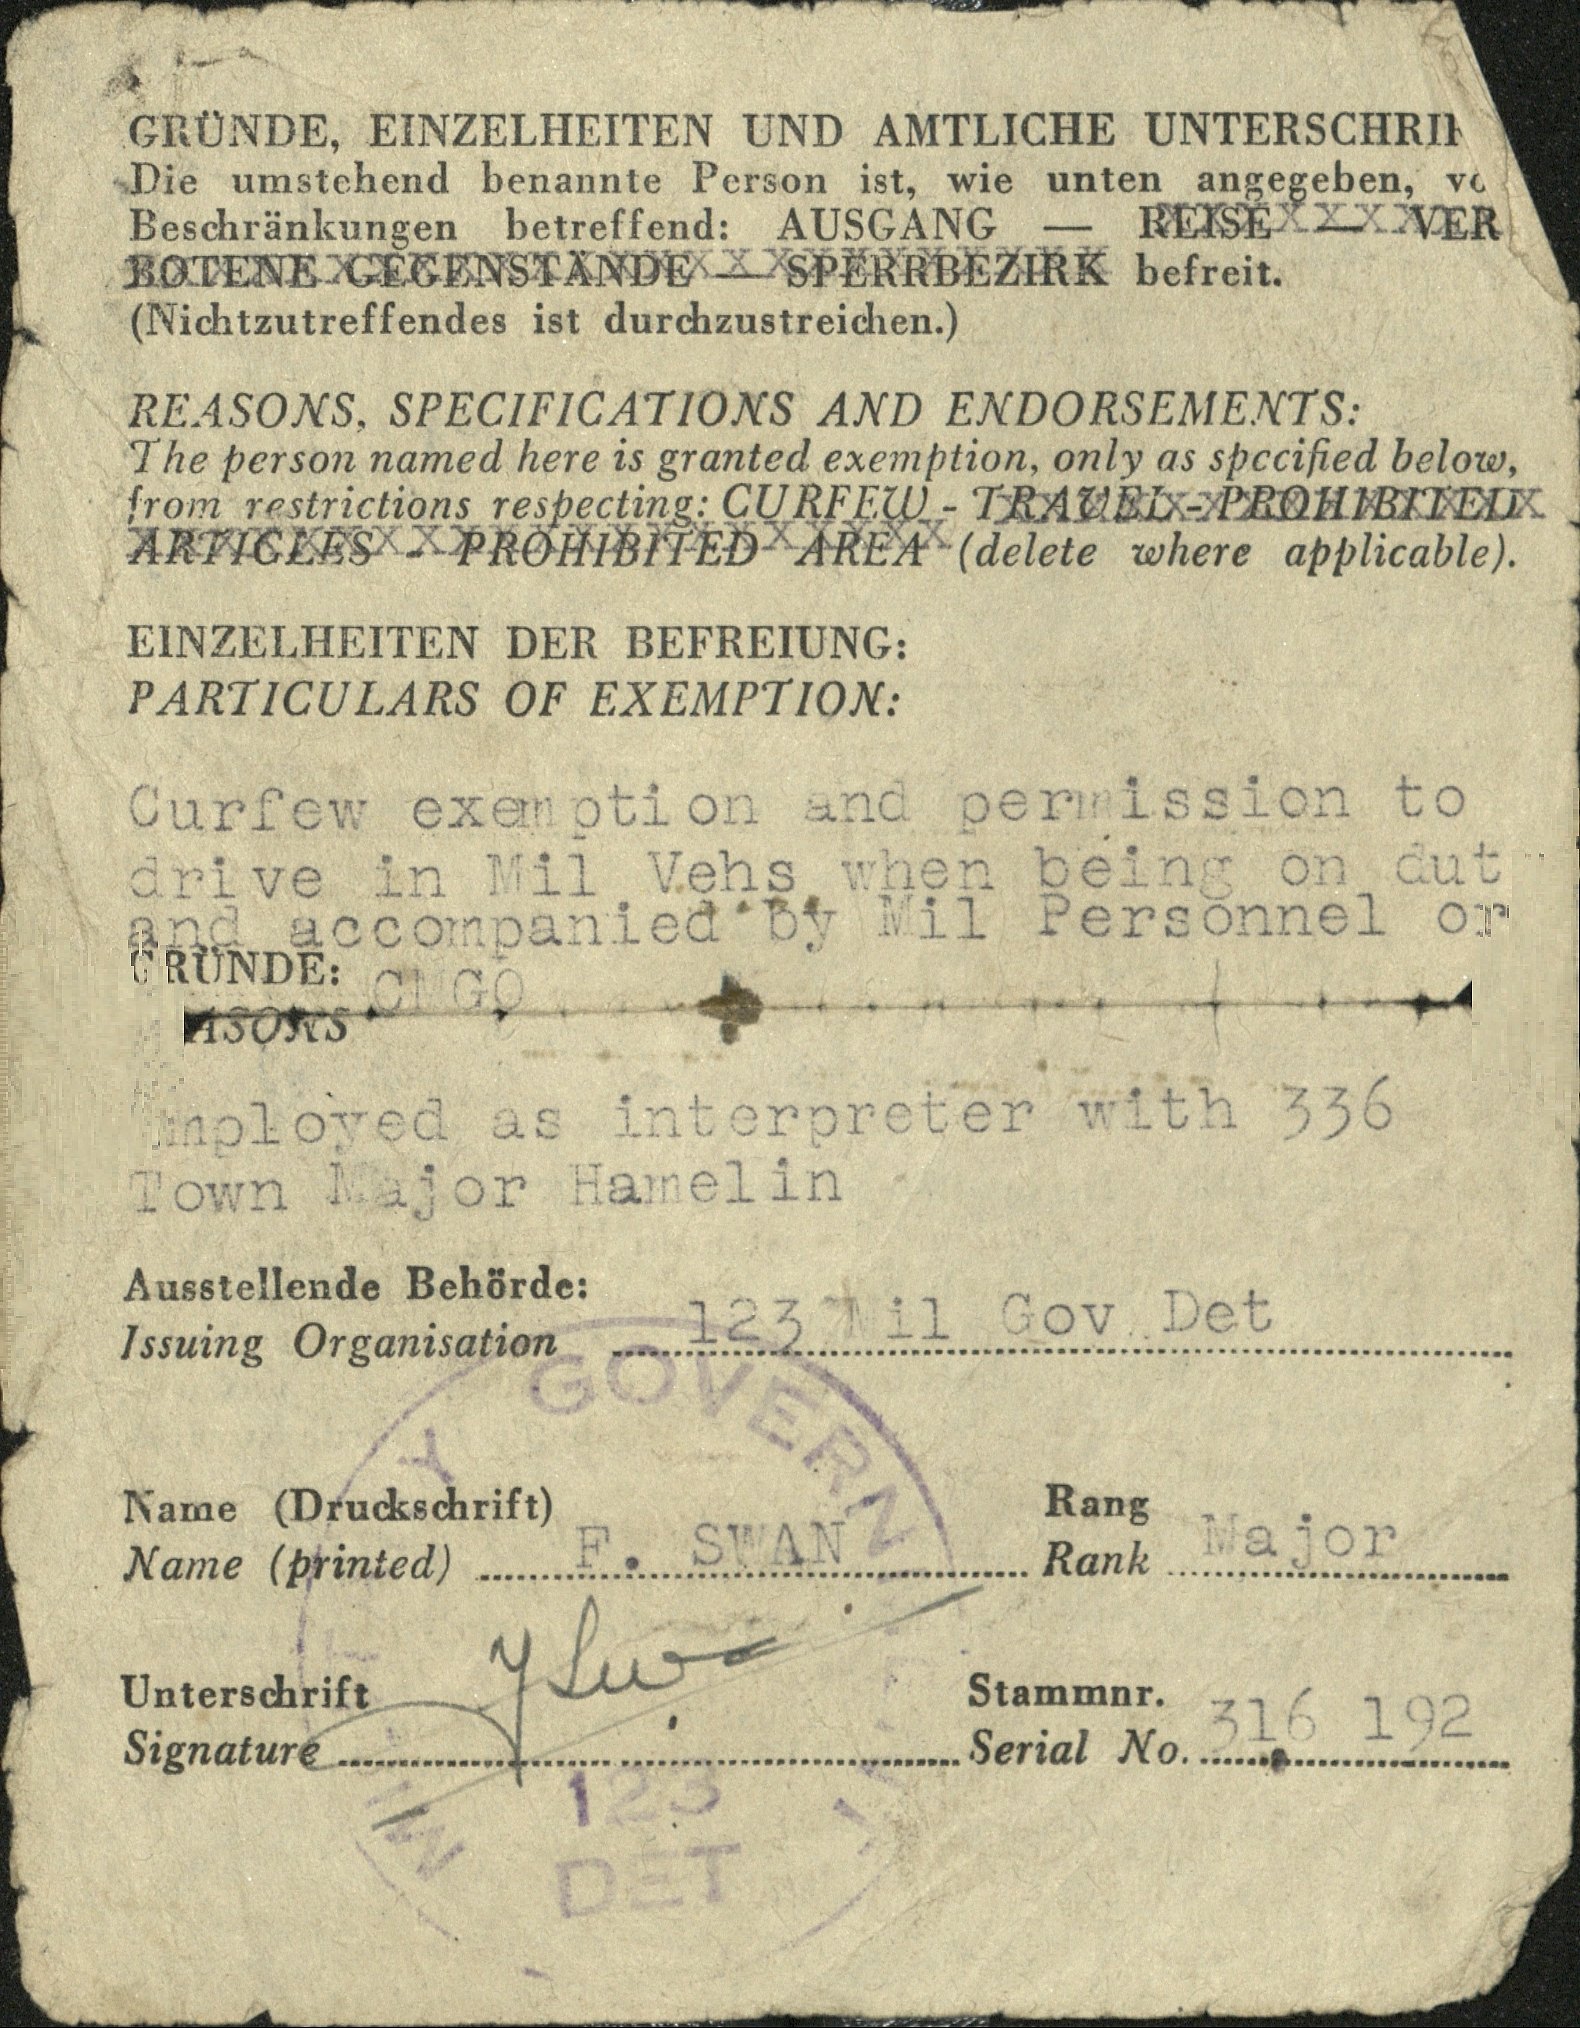 GRÜNDE, EINZELHEITEN UND AMTLICHE
Die umstehend benannte Person ist, wie unten angegeben,
Beschränkungen betreffend: AUSGANG — REISE — VER
BOTENE GEGENSTÄNDE — SPERRBEZIRK befreit.
(Nichtzutreffendes ist durchzustreichen.)
REASONS, SPECIFICATIONS AND ENDORSEMENTS:
The person named here is granted exemption, only as specified below,
from restrictions respecting: CURFEW - TRAVEL - PROHIBITED
ARTICLES - PROHIBITED AREA (delete where applicable).
EINZELHEITEN DER BEFREIUNG:
PARTICULARS OF EXEMPTION:
Curfew exemption and permission to
drive in Mil Vehs when being on dut
and accompanied by Mil Personnel or
GRÜNDE: CMGO
ASONS
mployed as interpreter with 336
Town Major Hamelin
Ausstellende Behörde:
Issuing Organisation 123 Mil Gov Det
Name (Druckschrift) Rang
Name (printed) F. SWAN Rank Major
Unterschrift Stammnr.
Signature Serial No. 316 192
Y GOVERN
123
DET